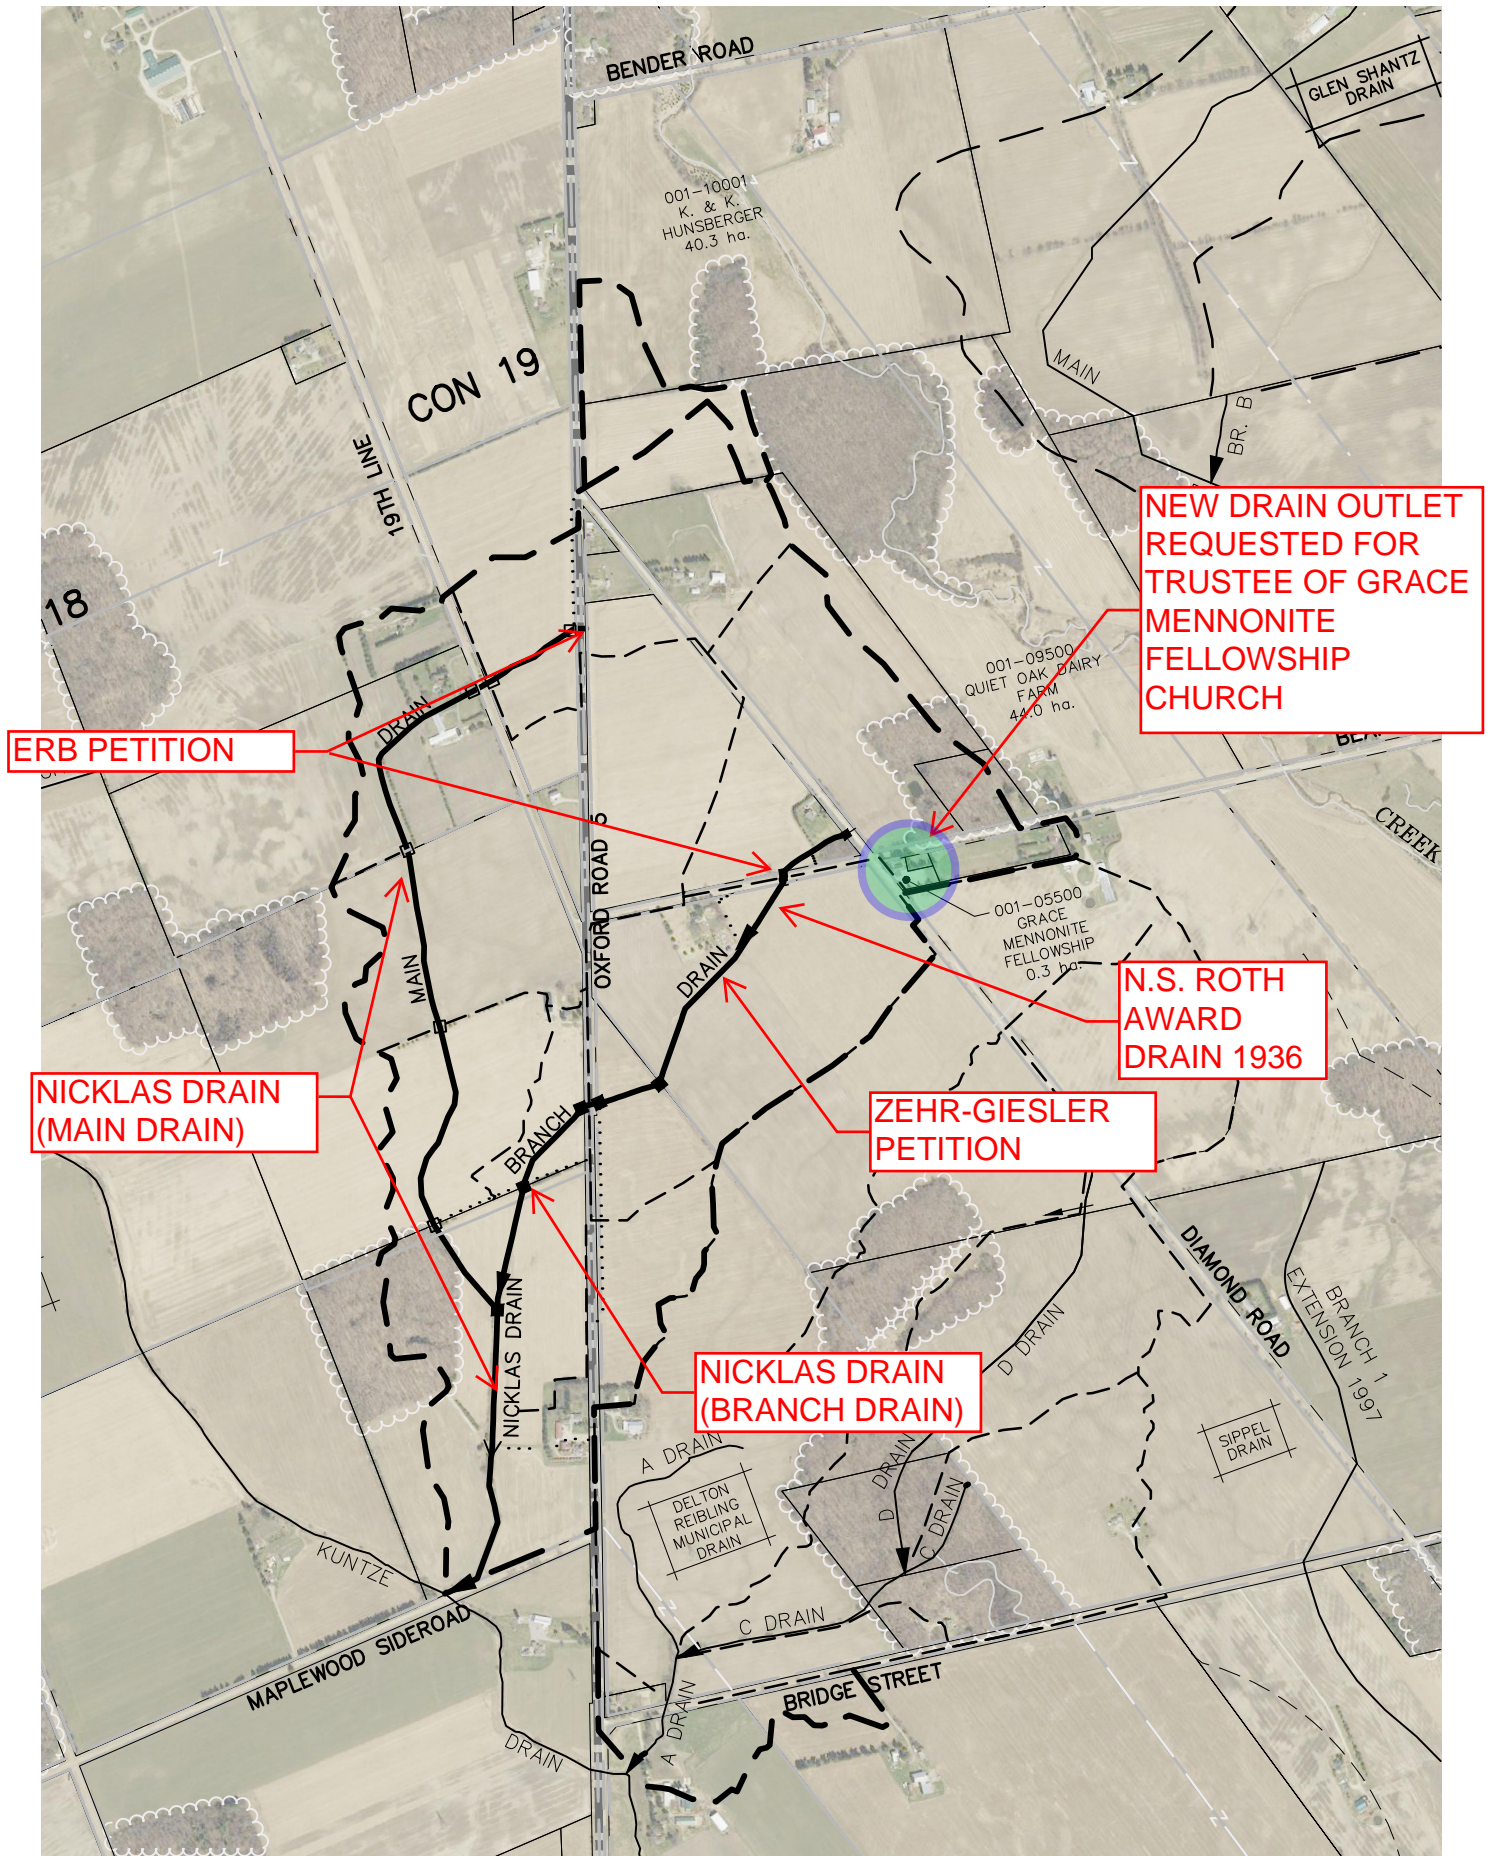 BENDER ROAD
GLEN SHANTZ
DRAIN
001-10001
K. & K.
HUNSBERGER
40.3 ha.
CON 19
MAIN
BR. B
19TH LINE
18
NEW DRAIN OUTLET
REQUESTED FOR
TRUSTEE OF GRACE
MENNONITE
FELLOWSHIP
CHURCH
001-09500
QUIET OAK DAIRY
FARM
44.0 ha.
DRAIN
ERB PETITION
CREEK
OXFORD ROAD 5
001-05500
GRACE
MENNONITE
FELLOWSHIP
0.3 ha.
MAIN
DRAIN
N.S. ROTH
AWARD
DRAIN 1936
NICKLAS DRAIN
(MAIN DRAIN)
ZEHR-GIESLER
PETITION
BRANCH
DIAMOND ROAD
BRANCH 1
EXTENSION 1997
NICKLAS DRAIN
D DRAIN
NICKLAS DRAIN
(BRANCH DRAIN)
SIPPEL
DRAIN
A DRAIN
D DRAIN
DELTON
REIBLING
MUNICIPAL
DRAIN
C DRAIN
KUNTZE
C DRAIN
MAPLEWOOD SIDEROAD
BRIDGE STREET
A DRAIN
DRAIN